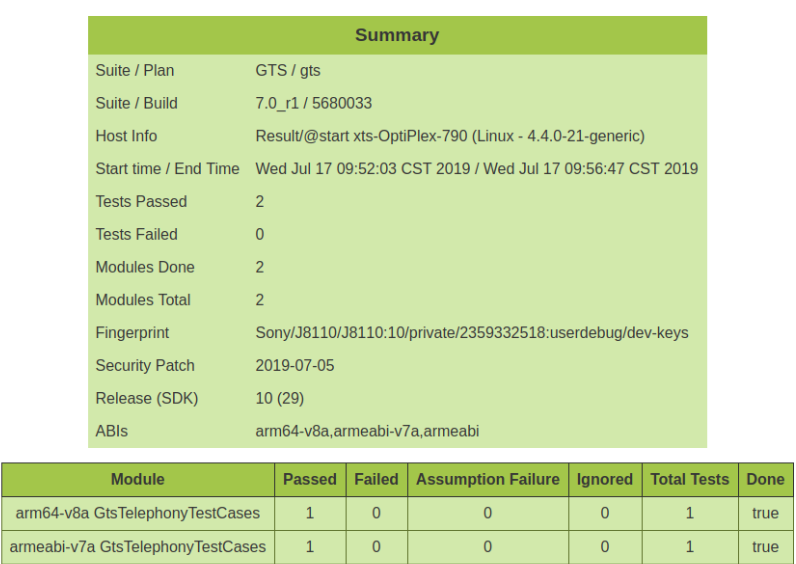 Summary
Suite / Plan GTS / gts
Suite / Build 7.0_r1 / 5680033
Host Info Result/@start xts-OptiPlex-790 (Linux - 4.4.0-21-generic)
Start time / End Time Wed Jul 17 09:52:03 CST 2019 / Wed Jul 17 09:56:47 CST 2019
Tests Passed 2
Tests Failed 0
Modules Done 2
Modules Total 2
Fingerprint Sony/J8110/J8110:10/private/2359332518:userdebug/dev-keys
Security Patch 2019-07-05
Release (SDK) 10 (29)
ABIs arm64-v8a,armeabi-v7a,armeabi
Module Passed Failed Assumption Failure Ignored Total Tests Done
arm64-v8a GtsTelephonyTestCases 1 0 0 0 1 true
armeabi-v7a GtsTelephonyTestCases 1 0 0 0 1 true